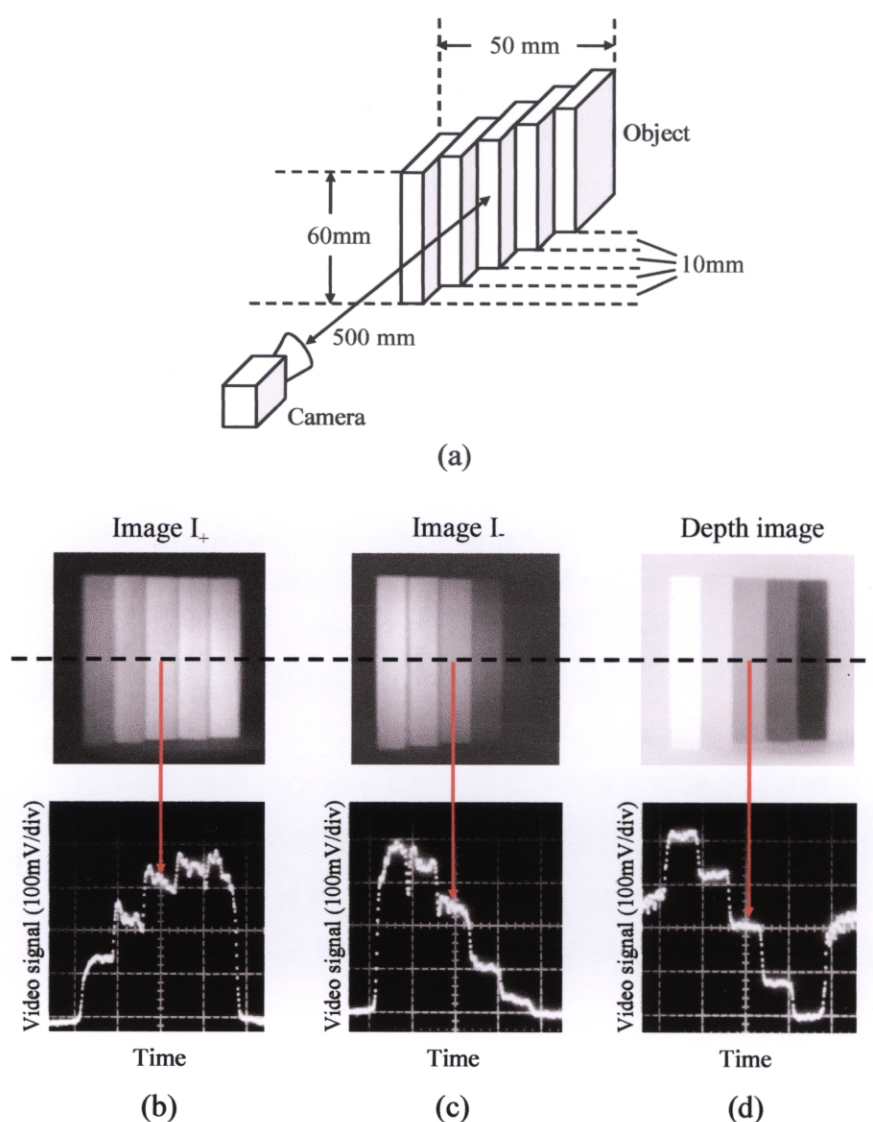 50 mm
Object
60mm
10mm
500 mm
Camera
(a)
Image I₊
Image I₋
Depth image
Video signal (100mV/div)
Video signal (100mV/div)
Video signal (100mV/div)
Time
Time
Time
(b)
(c)
(d)